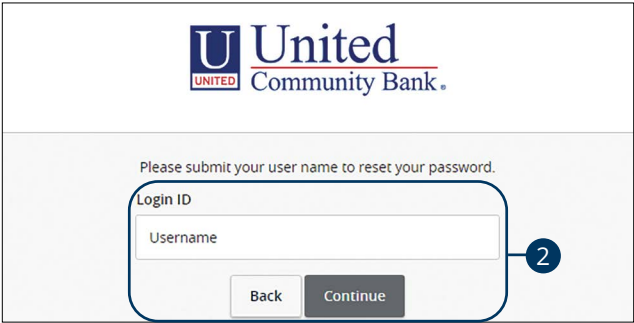 U United
UNITED Community Bank.
Please submit your user name to reset your password.
Login ID
Username
2
Back Continue